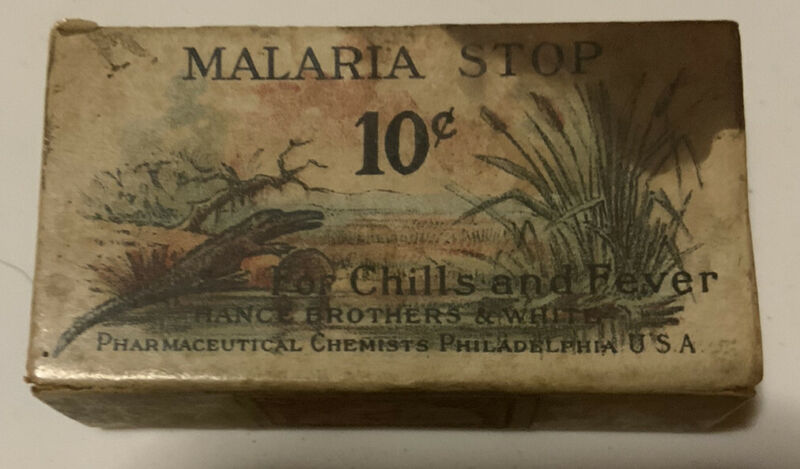 MALARIA STOP
10¢
For Chills and Fever
HANCE BROTHERS & WHITE
PHARMACEUTICAL CHEMISTS PHILADELPHIA U S A